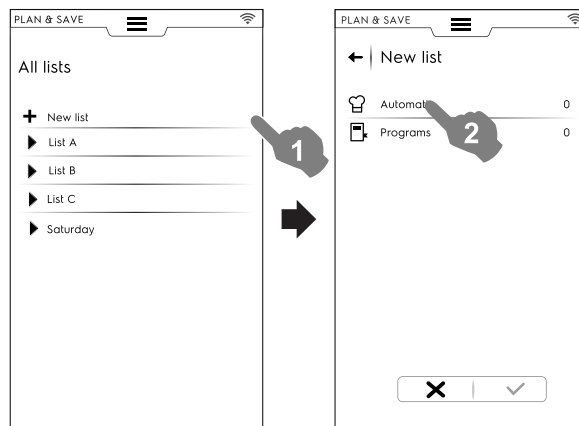 PLAN & SAVE
All lists
New list
List A
List B
List C
Saturday
1
PLAN & SAVE
New list
0
Programs 0
2